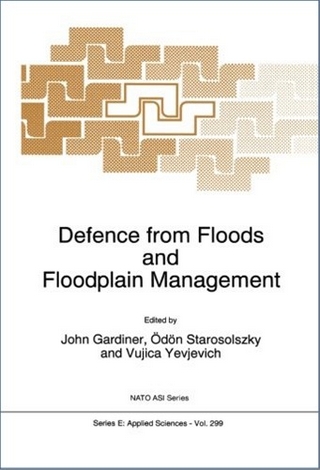 Defence from Floods
and
Floodplain Management
Edited by
John Gardiner, Ödön Starosolszky
and Vujica Yevjevich
NATO ASI Series
Series E: Applied Sciences - Vol. 299